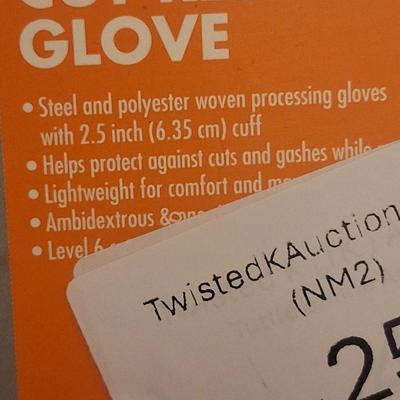 GLOVE
• Steel and polyester woven processing gloves
with 2.5 inch (6.35 cm) cuff
• Helps protect against cuts and gashes while
• Lightweight for comfort and
• Ambidextrous &
• Level 6
TwistedKAuction
(NM2)
25